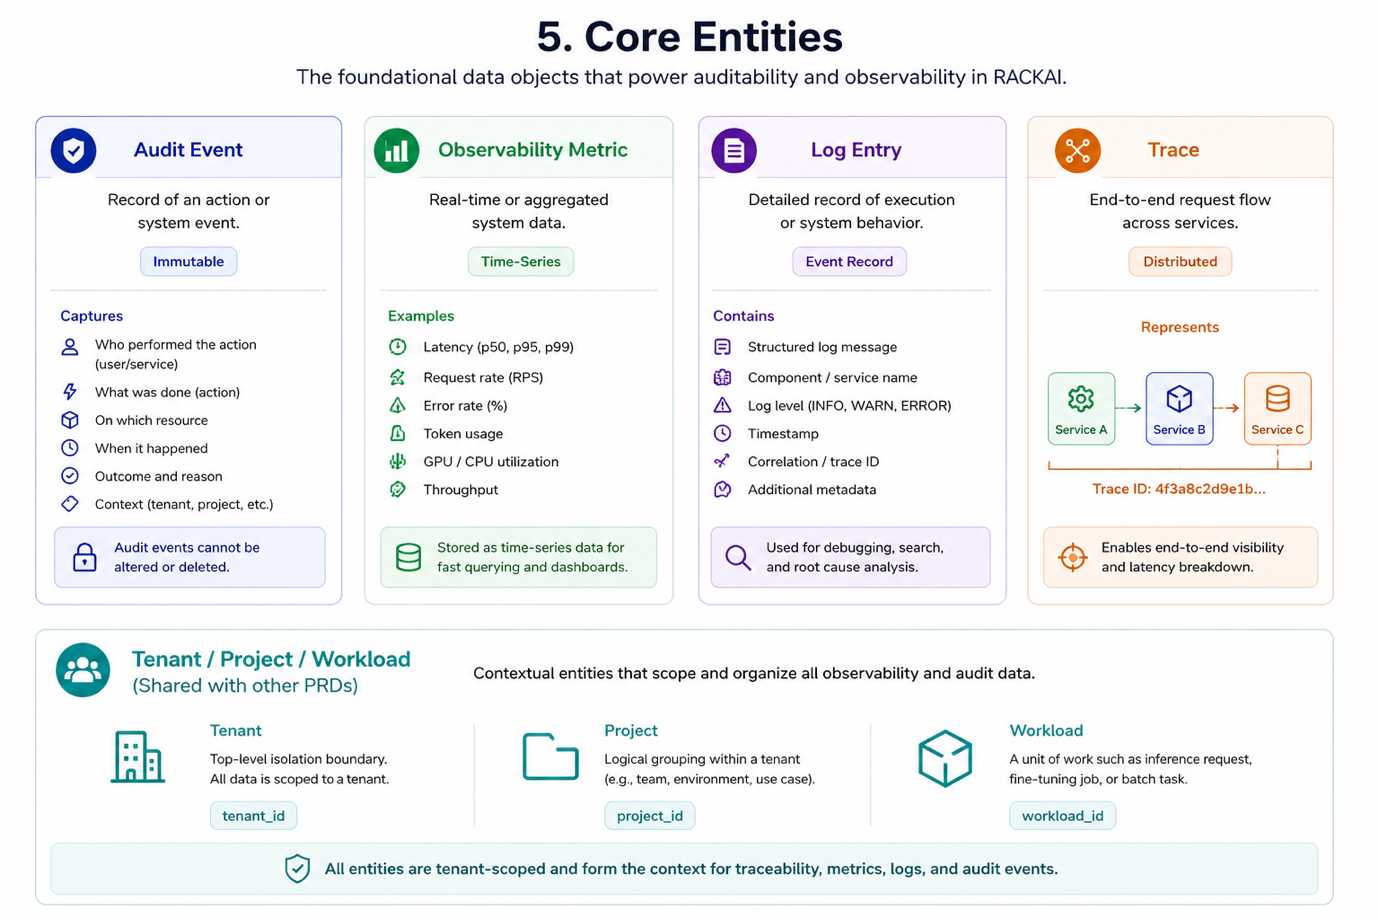 5. Core Entities
The foundational data objects that power auditability and observability in RACKAI.
Audit Event
Record of an action or
system event.
Immutable
Captures
Who performed the action
(user/service)
What was done (action)
On which resource
When it happened
Outcome and reason
Context (tenant, project, etc.)
Audit events cannot be
altered or deleted.
Observability Metric
Real-time or aggregated
system data.
Time-Series
Examples
Latency (p50, p95, p99)
Request rate (RPS)
Error rate (%)
Token usage
GPU / CPU utilization
Throughput
Stored as time-series data for
fast querying and dashboards.
Log Entry
Detailed record of execution
or system behavior.
Event Record
Contains
Structured log message
Component / service name
Log level (INFO, WARN, ERROR)
Timestamp
Correlation / trace ID
Additional metadata
Used for debugging, search,
and root cause analysis.
Trace
End-to-end request flow
across services.
Distributed
Represents
Service A
Service B
Service C
Trace ID: 4f3a8c2d9e1b...
Enables end-to-end visibility
and latency breakdown.
Tenant / Project / Workload
(Shared with other PRDs)
Contextual entities that scope and organize all observability and audit data.
Tenant
Top-level isolation boundary.
All data is scoped to a tenant.
tenant_id
Project
Logical grouping within a tenant
(e.g., team, environment, use case).
project_id
Workload
A unit of work such as inference request,
fine-tuning job, or batch task.
workload_id
All entities are tenant-scoped and form the context for traceability, metrics, logs, and audit events.